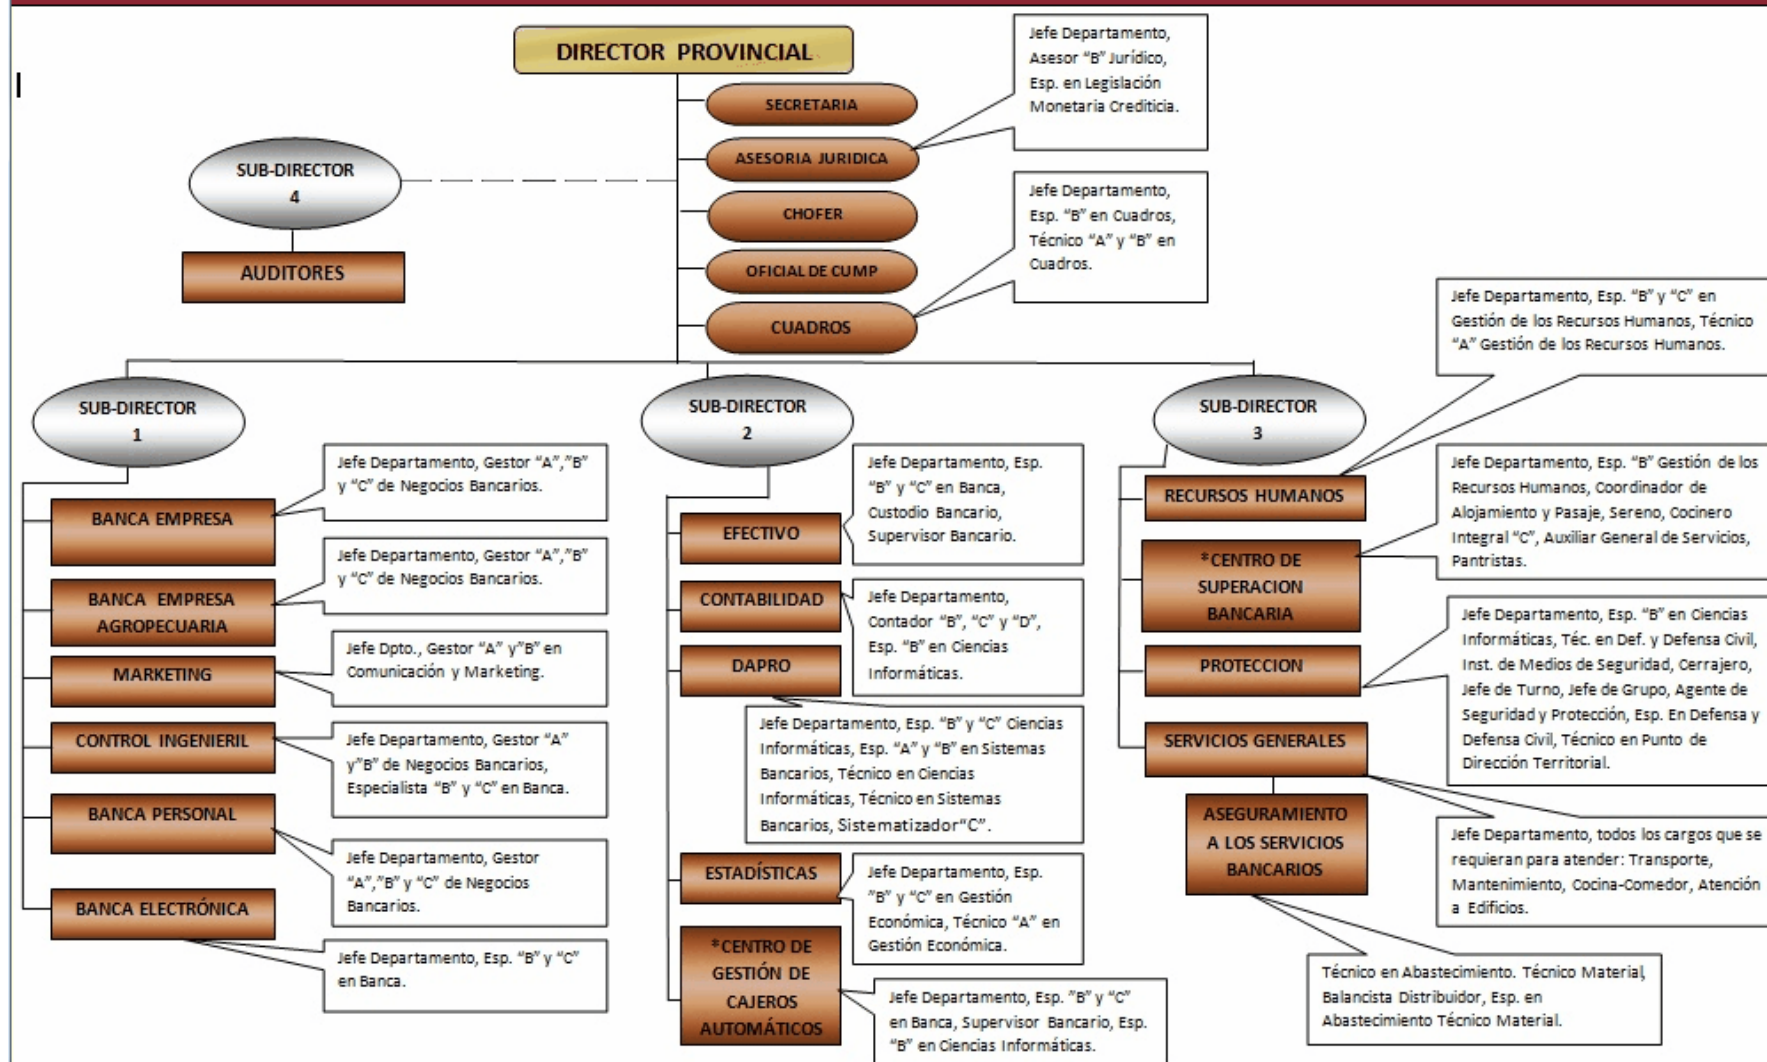 DIRECTOR PROVINCIAL
SECRETARIA
ASESORIA JURIDICA
CHOFER
OFICIAL DE CUMP
CUADROS
Jefe Departamento,
Asesor “B” Jurídico,
Esp. en Legislación
Monetaria Crediticia.
Jefe Departamento,
Esp. “B” en Cuadros,
Técnico “A” y “B” en
Cuadros.
SUB-DIRECTOR
4
AUDITORES
SUB-DIRECTOR
1
BANCA EMPRESA
Jefe Departamento, Gestor “A”,”B”
y “C” de Negocios Bancarios.
BANCA EMPRESA
AGROPECUARIA
Jefe Departamento, Gestor “A”,”B”
y “C” de Negocios Bancarios.
MARKETING
Jefe Dpto., Gestor “A” y”B” en
Comunicación y Marketing.
CONTROL INGENIERIL
Jefe Departamento, Gestor “A”
y”B” de Negocios Bancarios,
Especialista “B” y “C” en Banca.
BANCA PERSONAL
Jefe Departamento, Gestor
“A”,”B” y “C” de Negocios
Bancarios.
BANCA ELECTRÓNICA
Jefe Departamento, Esp. “B” y “C”
en Banca.
SUB-DIRECTOR
2
EFECTIVO
Jefe Departamento, Esp.
“B” y “C” en Banca,
Custodio Bancario,
Supervisor Bancario.
CONTABILIDAD
Jefe Departamento,
Contador “B”, “C” y “D”,
Esp. “B” en Ciencias
Informáticas.
DAPRO
Jefe Departamento, Esp. “B” y “C” Ciencias
Informáticas, Esp. “A” y “B” en Sistemas
Bancarios, Técnico en Ciencias
Informáticas, Técnico en Sistemas
Bancarios, Sistematizador“C”.
ESTADÍSTICAS
Jefe Departamento, Esp.
”B” y “C” en Gestión
Económica, Técnico “A” en
Gestión Económica.
*CENTRO DE
GESTIÓN DE
CAJEROS
AUTOMÁTICOS
Jefe Departamento, Esp. ”B” y “C”
en Banca, Supervisor Bancario, Esp.
“B” en Ciencias Informáticas.
SUB-DIRECTOR
3
RECURSOS HUMANOS
Jefe Departamento, Esp. “B” y “C” en
Gestión de los Recursos Humanos, Técnico
“A” Gestión de los Recursos Humanos.
*CENTRO DE
SUPERACION
BANCARIA
Jefe Departamento, Esp. “B” Gestión de los
Recursos Humanos, Coordinador de
Alojamiento y Pasaje, Sereno, Cocinero
Integral “C”, Auxiliar General de Servicios,
Pantristas.
PROTECCION
Jefe Departamento, Esp. “B” en Ciencias
Informáticas, Téc. en Def. y Defensa Civil,
Inst. de Medios de Seguridad, Cerrajero,
Jefe de Turno, Jefe de Grupo, Agente de
Seguridad y Protección, Esp. En Defensa y
Defensa Civil, Técnico en Punto de
Dirección Territorial.
SERVICIOS GENERALES
Jefe Departamento, todos los cargos que se
requieran para atender: Transporte,
Mantenimiento, Cocina-Comedor, Atención
a Edificios.
ASEGURAMIENTO
A LOS SERVICIOS
BANCARIOS
Técnico en Abastecimiento. Técnico Material,
Balancista Distribuidor, Esp. en
Abastecimiento Técnico Material.